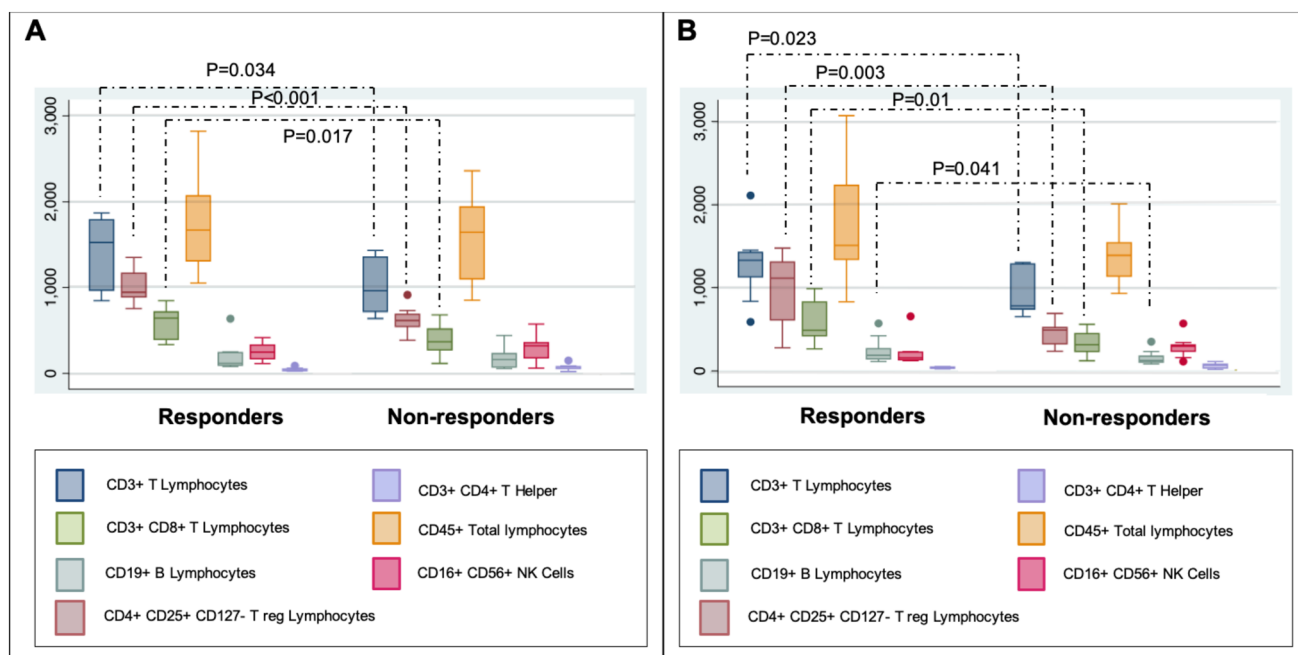 A
P=0.034
P<0.001
P=0.017
3,000
2,000
1,000
0
Responders
Non-responders
CD3+ T Lymphocytes
CD3+ CD4+ T Helper
CD3+ CD8+ T Lymphocytes
CD45+ Total lymphocytes
CD19+ B Lymphocytes
CD16+ CD56+ NK Cells
CD4+ CD25+ CD127- T reg Lymphocytes
B
P=0.023
P=0.003
P=0.01
P=0.041
3,000
2,000
1,000
0
Responders
Non-responders
CD3+ T Lymphocytes
CD3+ CD4+ T Helper
CD3+ CD8+ T Lymphocytes
CD45+ Total lymphocytes
CD19+ B Lymphocytes
CD16+ CD56+ NK Cells
CD4+ CD25+ CD127- T reg Lymphocytes